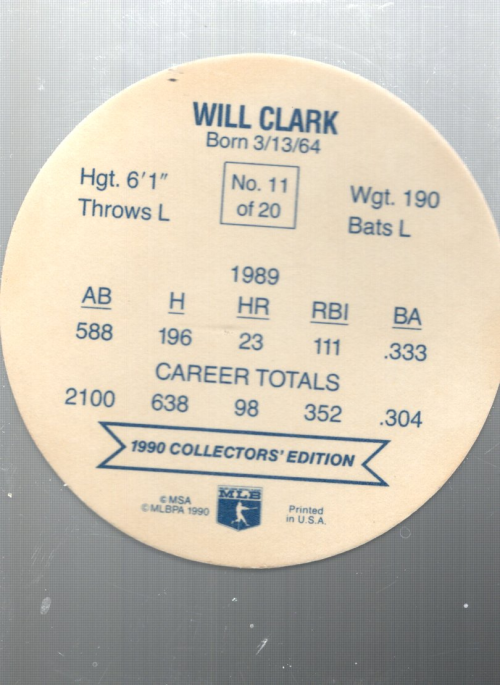 WILL CLARK
Born 3/13/64
Hgt. 6'1" No. 11 Wgt. 190
Throws L of 20 Bats L
1989
AB H HR RBI BA
588 196 23 111 .333
CAREER TOTALS
2100 638 98 352 .304
1990 COLLECTORS' EDITION
© MSA MLB Printed
© MLBPA 1990 in U.S.A.